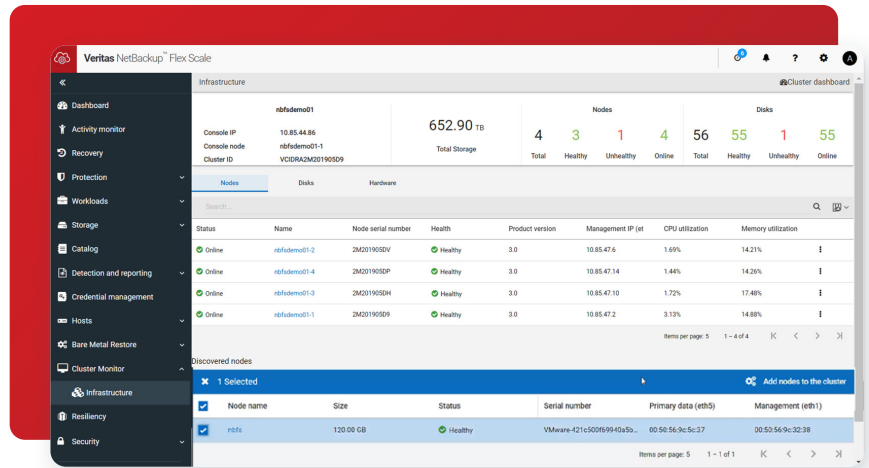 Veritas NetBackup™ Flex Scale
6
?
A
Infrastructure
Cluster dashboard
Dashboard
Activity monitor
Recovery
Protection
Workloads
Storage
Catalog
Detection and reporting
Credential management
Hosts
Bare Metal Restore
Cluster Monitor
Infrastructure
Resiliency
Security
nbfsdemo01
Console IP 10.85.44.86
Console node nbfsdemo01-1
Cluster ID VCIDRA2M201905D9
652.90 TB
Total Storage
Nodes
4 3 1 4
Total Healthy Unhealthy Online
Disks
56 55 1 55
Total Healthy Unhealthy Online
Nodes Disks Hardware
Search...
Status Name Node serial number Health Product version Management IP (et CPU utilization Memory utilization
Online nbfsdemo01-2 2M201905DV Healthy 3.0 10.85.47.6 1.69% 14.21%
Online nbfsdemo01-4 2M201905DP Healthy 3.0 10.85.47.14 1.44% 14.26%
Online nbfsdemo01-3 2M201905DH Healthy 3.0 10.85.47.10 1.72% 17.48%
Online nbfsdemo01-1 2M201905D9 Healthy 3.0 10.85.47.2 3.13% 14.88%
Items per page: 5 1 – 4 of 4
Discovered nodes
1 Selected
Add nodes to the cluster
Node name Size Status Serial number Primary data (eth5) Management (eth1)
nbfs 120.00 GB Healthy VMware-421c500f69940a5b... 00:50:56:9c:5c:37 00:50:56:9c:32:38
Items per page: 5 1 – 1 of 1